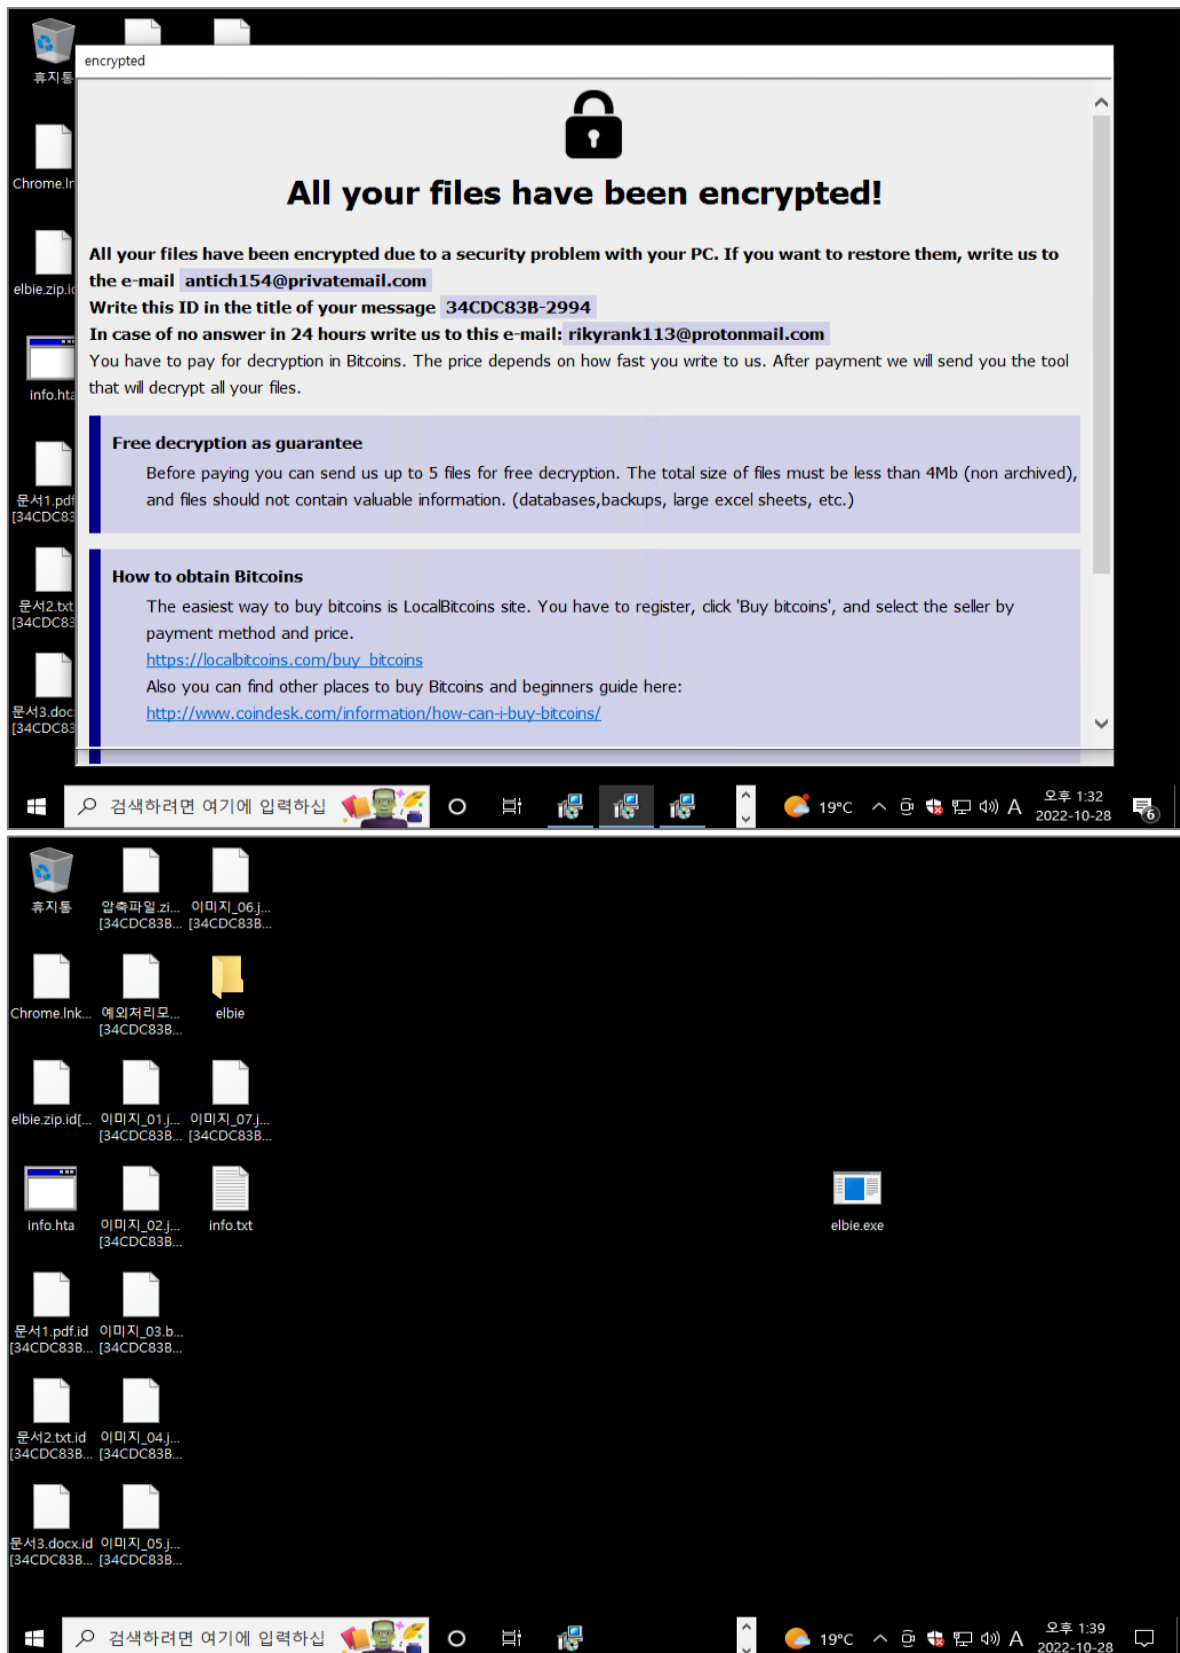 휴지통
encrypted
All your files have been encrypted!
All your files have been encrypted due to a security problem with your PC. If you want to restore them, write us to
the e-mail antich154@privatemail.com
Write this ID in the title of your message 34CDC83B-2994
In case of no answer in 24 hours write us to this e-mail: rikyrank113@protonmail.com
You have to pay for decryption in Bitcoins. The price depends on how fast you write to us. After payment we will send you the tool
that will decrypt all your files.
Free decryption as guarantee
Before paying you can send us up to 5 files for free decryption. The total size of files must be less than 4Mb (non archived),
and files should not contain valuable information. (databases,backups, large excel sheets, etc.)
How to obtain Bitcoins
The easiest way to buy bitcoins is LocalBitcoins site. You have to register, click 'Buy bitcoins', and select the seller by
payment method and price.
https://localbitcoins.com/buy_bitcoins
Also you can find other places to buy Bitcoins and beginners guide here:
http://www.coindesk.com/information/how-can-i-buy-bitcoins/
Chrome.ln
elbie.zip.id
info.hta
문서1.pdf
[34CDC83
문서2.txt
[34CDC83
문서3.doc
[34CDC83
검색하려면 여기에 입력하십
19°C
A
오후 1:32
2022-10-28
6
휴지통
압축파일.zi...
[34CDC83B...
이미지_06.j...
[34CDC83B...
Chrome.lnk...
예외처리모...
[34CDC83B...
elbie
elbie.zip.id[...
이미지_01.j...
[34CDC83B...
이미지_07.j...
[34CDC83B...
info.hta
이미지_02.j...
[34CDC83B...
info.txt
elbie.exe
문서1.pdf.id
[34CDC83B...
이미지_03.b...
[34CDC83B...
문서2.txt.id
[34CDC83B...
이미지_04.j...
[34CDC83B...
문서3.docx.id
[34CDC83B...
이미지_05.j...
[34CDC83B...
검색하려면 여기에 입력하십
19°C
A
오후 1:39
2022-10-28